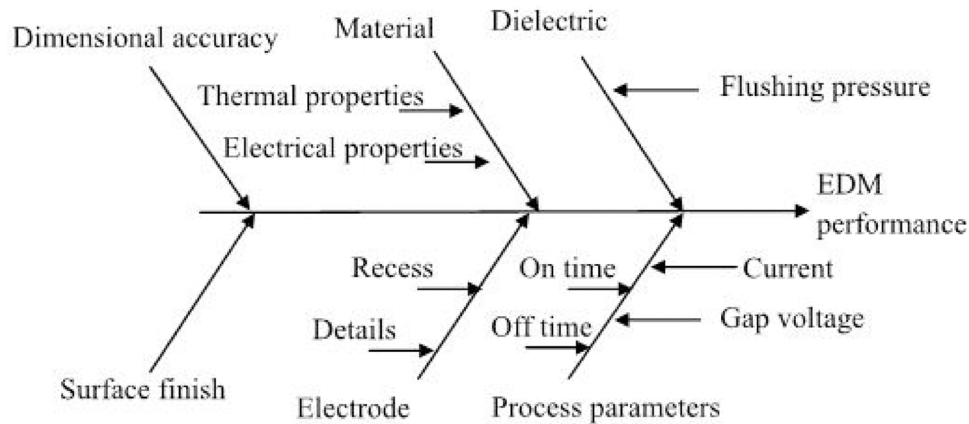 Dimensional accuracy
Material
Dielectric
Thermal properties
Flushing pressure
Electrical properties
EDM
performance
Recess
On time
Current
Details
Off time
Gap voltage
Surface finish
Electrode
Process parameters